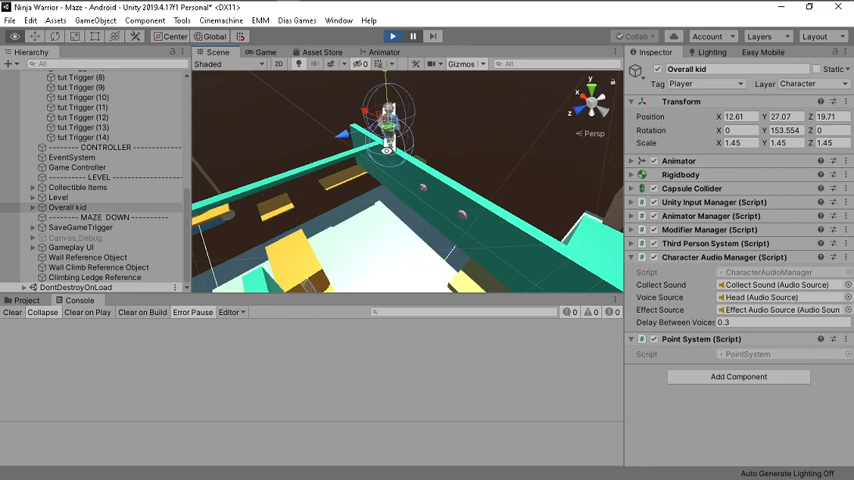 Ninja Warrior - Maze - Android - Unity 2019.4.17f1 Personal* <DX11>
File Edit Assets GameObject Component Tools Cinemachine EMM Dias Games Window Help
Center Global Collab Account Layers Layout
Hierarchy
All
tut Trigger (8)
tut Trigger (9)
tut Trigger (10)
tut Trigger (11)
tut Trigger (12)
tut Trigger (13)
tut Trigger (14)
-------- CONTROLLER --------
EventSystem
Game Controller
---------- LEVEL ----------
Collectible Items
Level
Overall kid
-------- MAZE DOWN --------
SaveGameTrigger
Canvas_Debug
Gameplay UI
Wall Reference Object
Wall Climb Reference Object
Climbing Ledge Reference
DontDestroyOnLoad
Scene Game Asset Store Animator
Shaded 2D 0 Gizmos All
y
x
z
Persp
Project Console
Clear Collapse Clear on Play Clear on Build Error Pause Editor 0 0 0
Inspector Lighting Easy Mobile
Overall kid Static
Tag Player Layer Character
Transform
Position X 12.61 Y 27.07 Z 19.71
Rotation X 0 Y 153.554 Z 0
Scale X 1.45 Y 1.45 Z 1.45
Animator
Rigidbody
Capsule Collider
Unity Input Manager (Script)
Animator Manager (Script)
Modifier Manager (Script)
Third Person System (Script)
Character Audio Manager (Script)
Script CharacterAudioManager
Collect Sound Collect Sound (Audio Source)
Voice Source Head (Audio Source)
Effect Source Effect Audio Source (Audio Sourc
Delay Between Voices 0.3
Point System (Script)
Script PointSystem
Add Component
Auto Generate Lighting Off